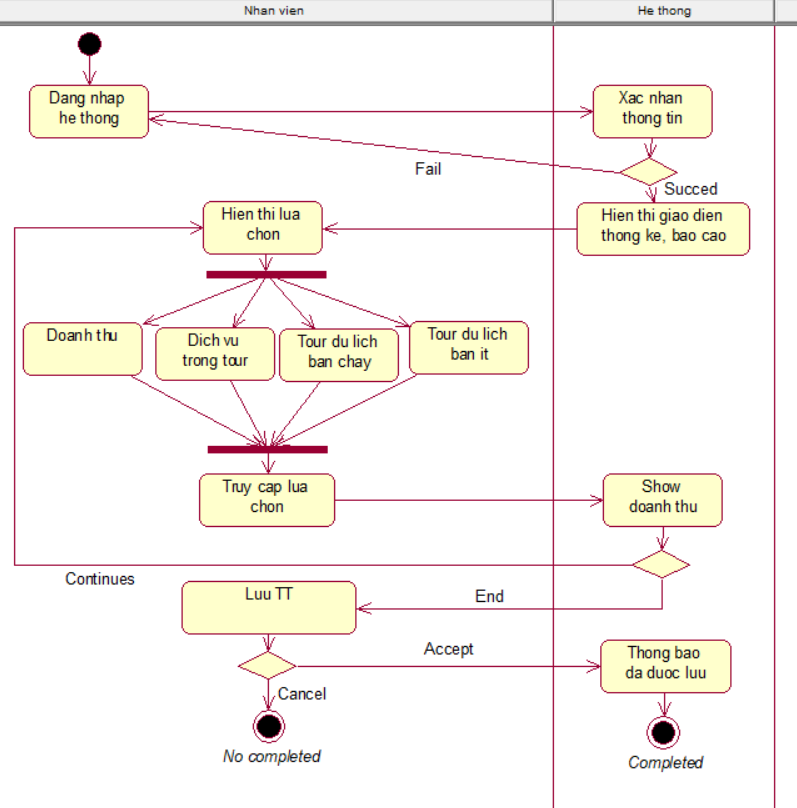 Nhan vien
He thong
Dang nhap
he thong
Xac nhan
thong tin
Fail
Succed
Hien thi lua
chon
Hien thi giao dien
thong ke, bao cao
Doanh thu
Dich vu
trong tour
Tour du lich
ban chay
Tour du lich
ban it
Truy cap lua
chon
Show
doanh thu
Continues
Luu TT
End
Accept
Thong bao
da duoc luu
Cancel
No completed
Completed